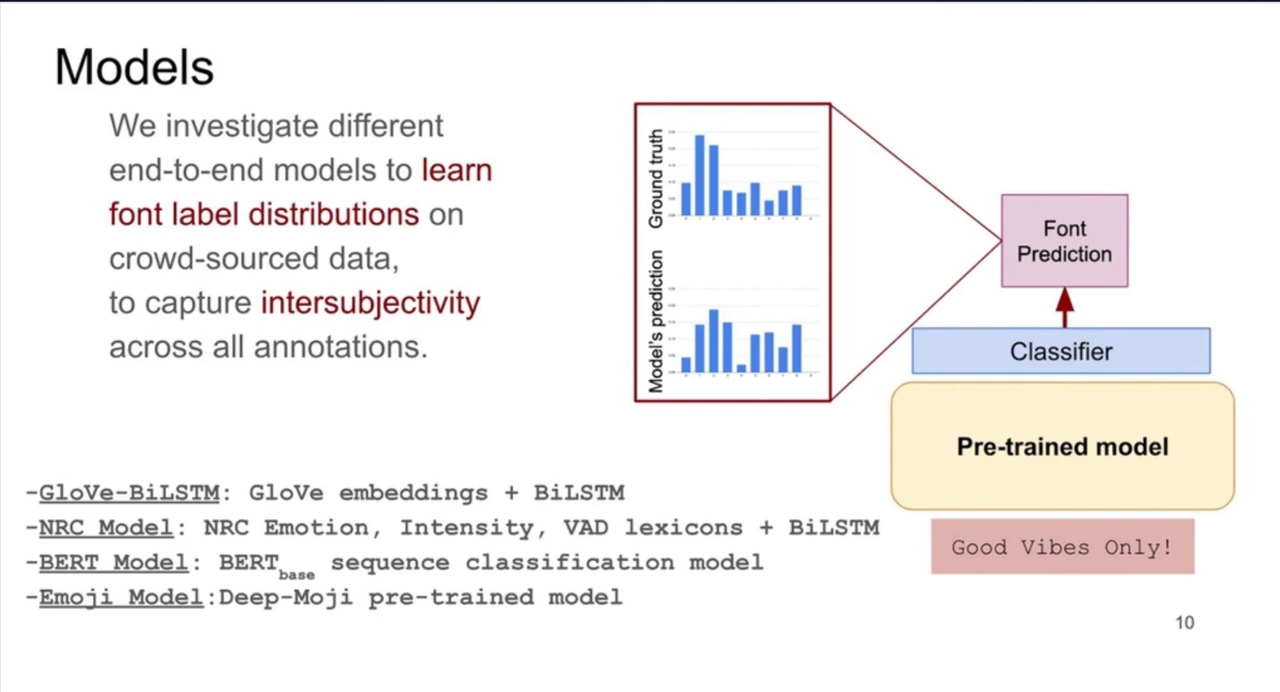 Models
We investigate different
end-to-end models to learn
font label distributions on
crowd-sourced data,
to capture intersubjectivity
across all annotations.
Ground truth
Model's prediction
Font
Prediction
Classifier
Pre-trained model
Good Vibes Only!
-GloVe-BiLSTM: GloVe embeddings + BiLSTM
-NRC Model: NRC Emotion, Intensity, VAD lexicons + BiLSTM
-BERT Model: BERTbase sequence classification model
-Emoji Model:Deep-Moji pre-trained model
10